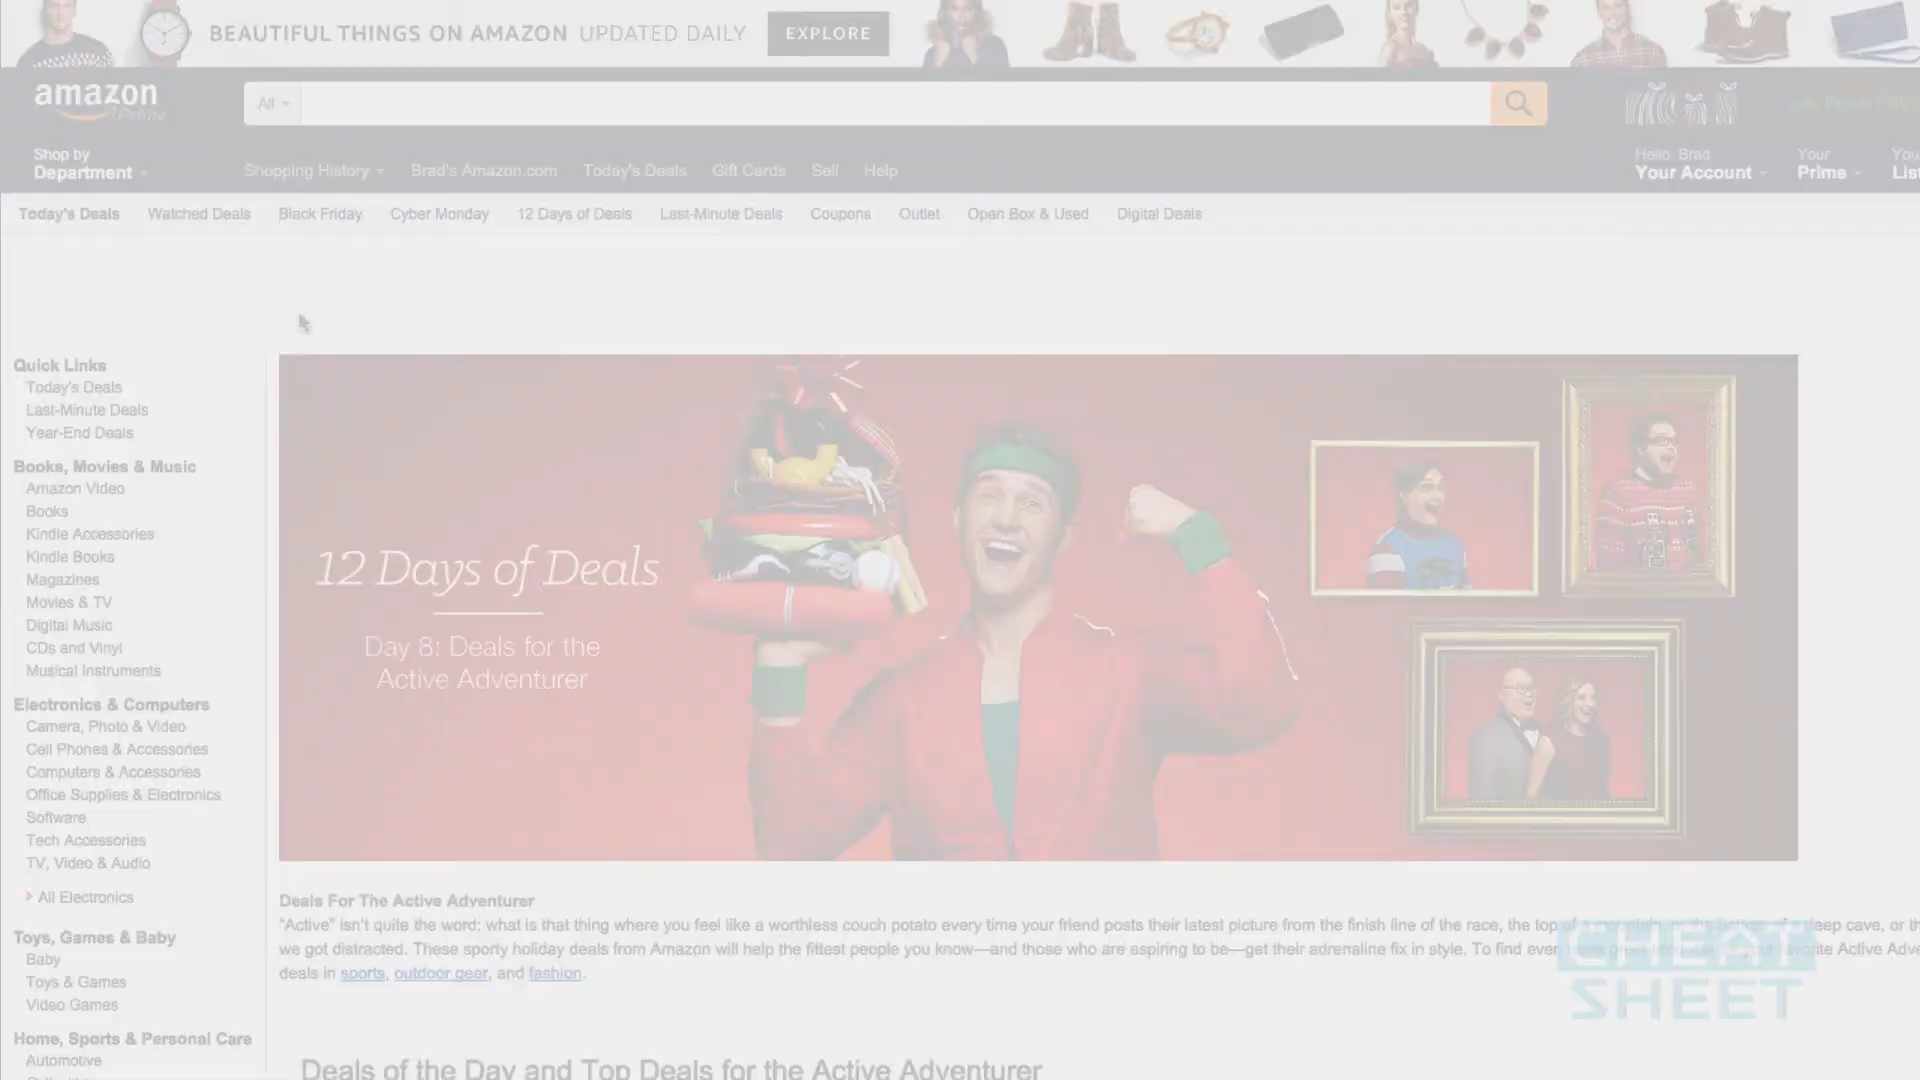 BEAUTIFUL THINGS ON AMAZON UPDATED DAILY EXPLORE
amazon
Prime
All
Shop by
Department
Shopping History Brad's Amazon.com Today's Deals Gift Cards Sell Help
Hello, Brad
Your Account
Your
Prime
You
List
Today's Deals Watched Deals Black Friday Cyber Monday 12 Days of Deals Last-Minute Deals Coupons Outlet Open Box & Used Digital Deals
Quick Links
Today's Deals
Last-Minute Deals
Year-End Deals
Books, Movies & Music
Amazon Video
Books
Kindle Accessories
Kindle Books
Magazines
Movies & TV
Digital Music
CDs and Vinyl
Musical Instruments
Electronics & Computers
Camera, Photo & Video
Cell Phones & Accessories
Computers & Accessories
Office Supplies & Electronics
Software
Tech Accessories
TV, Video & Audio
All Electronics
Toys, Games & Baby
Baby
Toys & Games
Video Games
Home, Sports & Personal Care
Automotive
12 Days of Deals
Day 8: Deals for the
Active Adventurer
Deals For The Active Adventurer
"Active" isn't quite the word: what is that thing where you feel like a worthless couch potato every time your friend posts their latest picture from the finish line of the race, the top deep cave, or
we got distracted. These sporty holiday deals from Amazon will help the fittest people you know—and those who are aspiring to be—get their adrenaline fix in style. To find even Active
deals in sports, outdoor gear, and fashion.
CHEAT
SHEET
Deals of the Day and Top Deals for the Active Adventurer